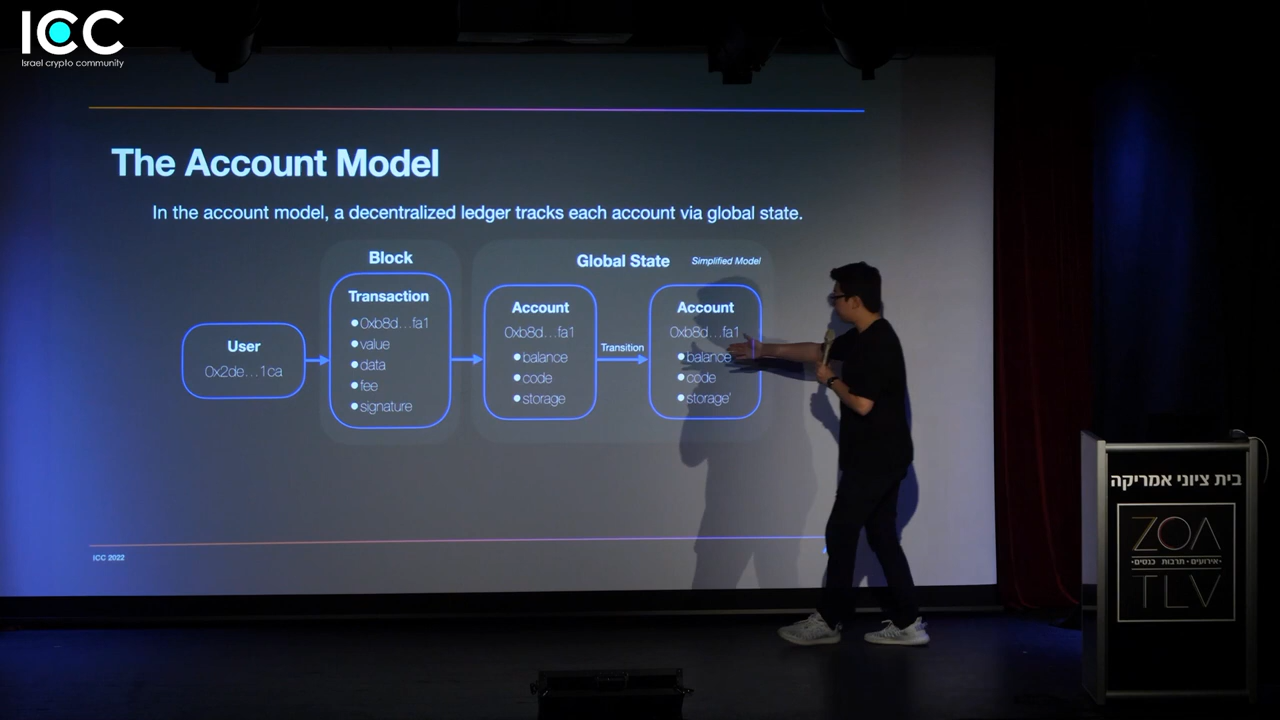 ICC
Israel crypto community
The Account Model
In the account model, a decentralized ledger tracks each account via global state.
Block
Global State
Simplified Model
User
0x2de...1ca
Transaction
0xb8d...fa1
value
data
fee
signature
Account
0xb8d...fa1
balance
code
storage
Transition
Account
0xb8d...fa1
balance
code
storage'
ICC 2022
בית ציוני אמריקה
ZOA
•אירועים • תרבות כנסים•
TLV